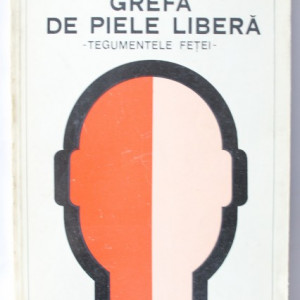 GREFA
DE PIELE LIBERĂ
-TEGUMENTELE FEȚEI-